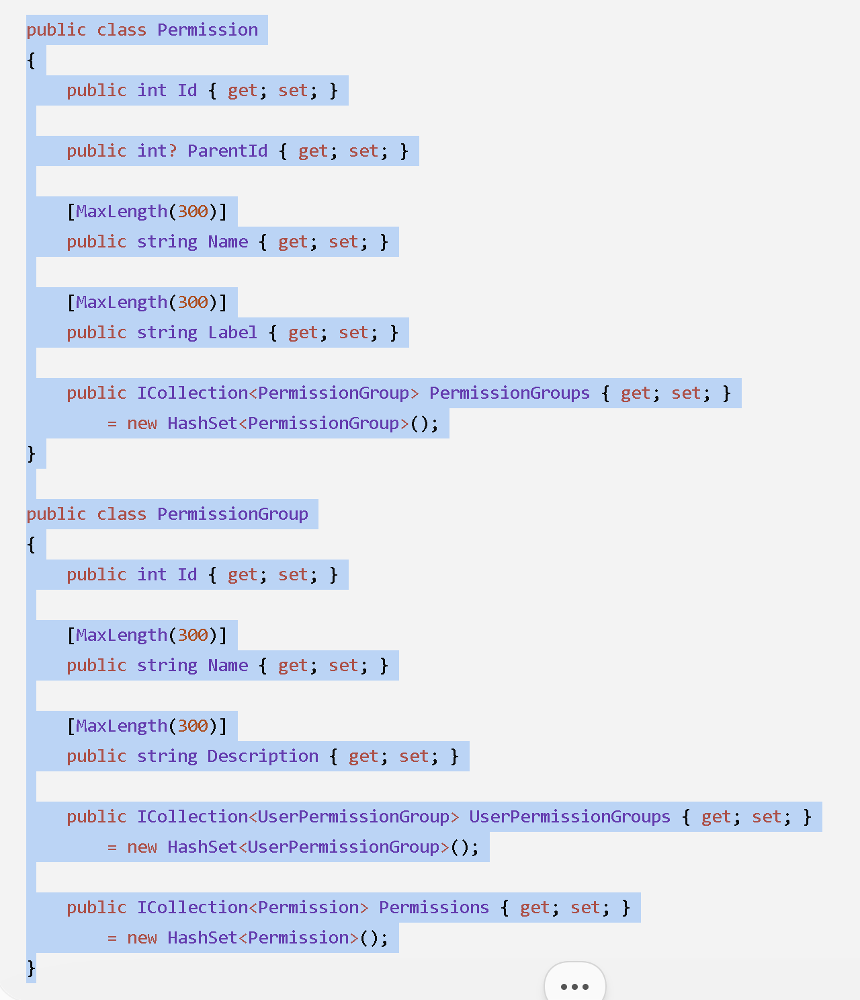 public class Permission
{
    public int Id { get; set; }

    public int? ParentId { get; set; }

    [MaxLength(300)]
    public string Name { get; set; }

    [MaxLength(300)]
    public string Label { get; set; }

    public ICollection<PermissionGroup> PermissionGroups { get; set; }
        = new HashSet<PermissionGroup>();
}

public class PermissionGroup
{
    public int Id { get; set; }

    [MaxLength(300)]
    public string Name { get; set; }

    [MaxLength(300)]
    public string Description { get; set; }

    public ICollection<UserPermissionGroup> UserPermissionGroups { get; set; }
        = new HashSet<UserPermissionGroup>();

    public ICollection<Permission> Permissions { get; set; }
        = new HashSet<Permission>();
}